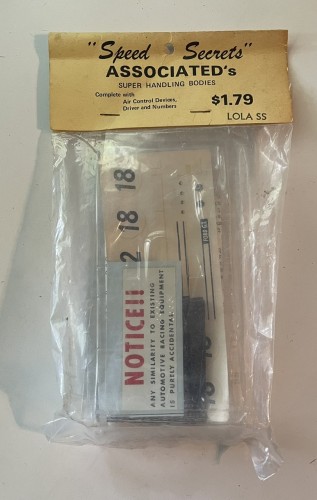 "Speed Secrets"
ASSOCIATED's
SUPER HANDLING BODIES
Complete with
Air Control Devices,
Driver and Numbers
$1.79
LOLA SS
18
18
2
18
NOTICE!!
ANY SIMILARITY TO EXISTING
AUTOMOTIVE RACING EQUIPMENT
IS PURELY ACCIDENTAL.